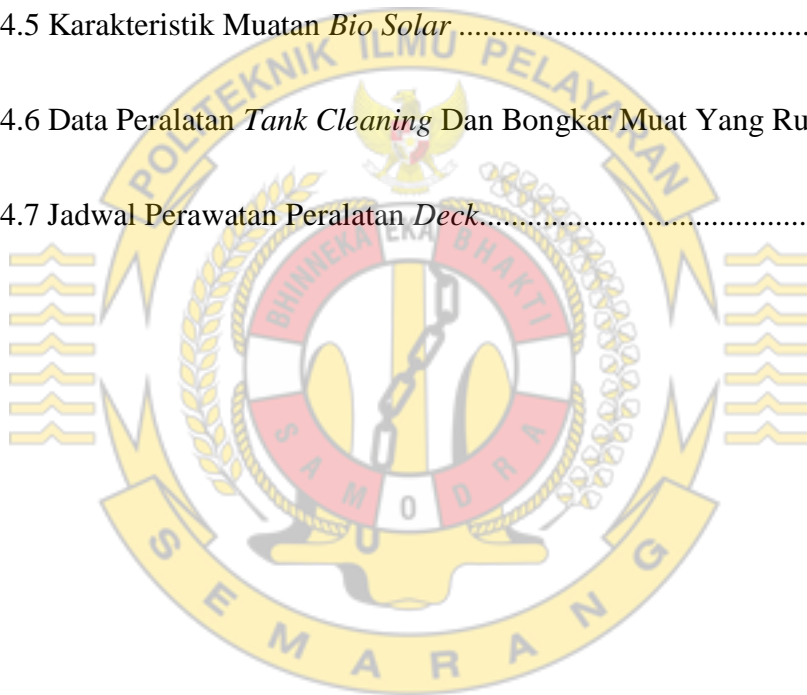 4.5 Karakteristik Muatan Bio Solar ............................................
POLITEKNIK ILMU PELAYARAN
4.6 Data Peralatan Tank Cleaning Dan Bongkar Muat Yang Ru
4.7 Jadwal Perawatan Peralatan Deck..........................................
BHINNEKA EKA BHAKTI
SAMODRA
SEMARANG